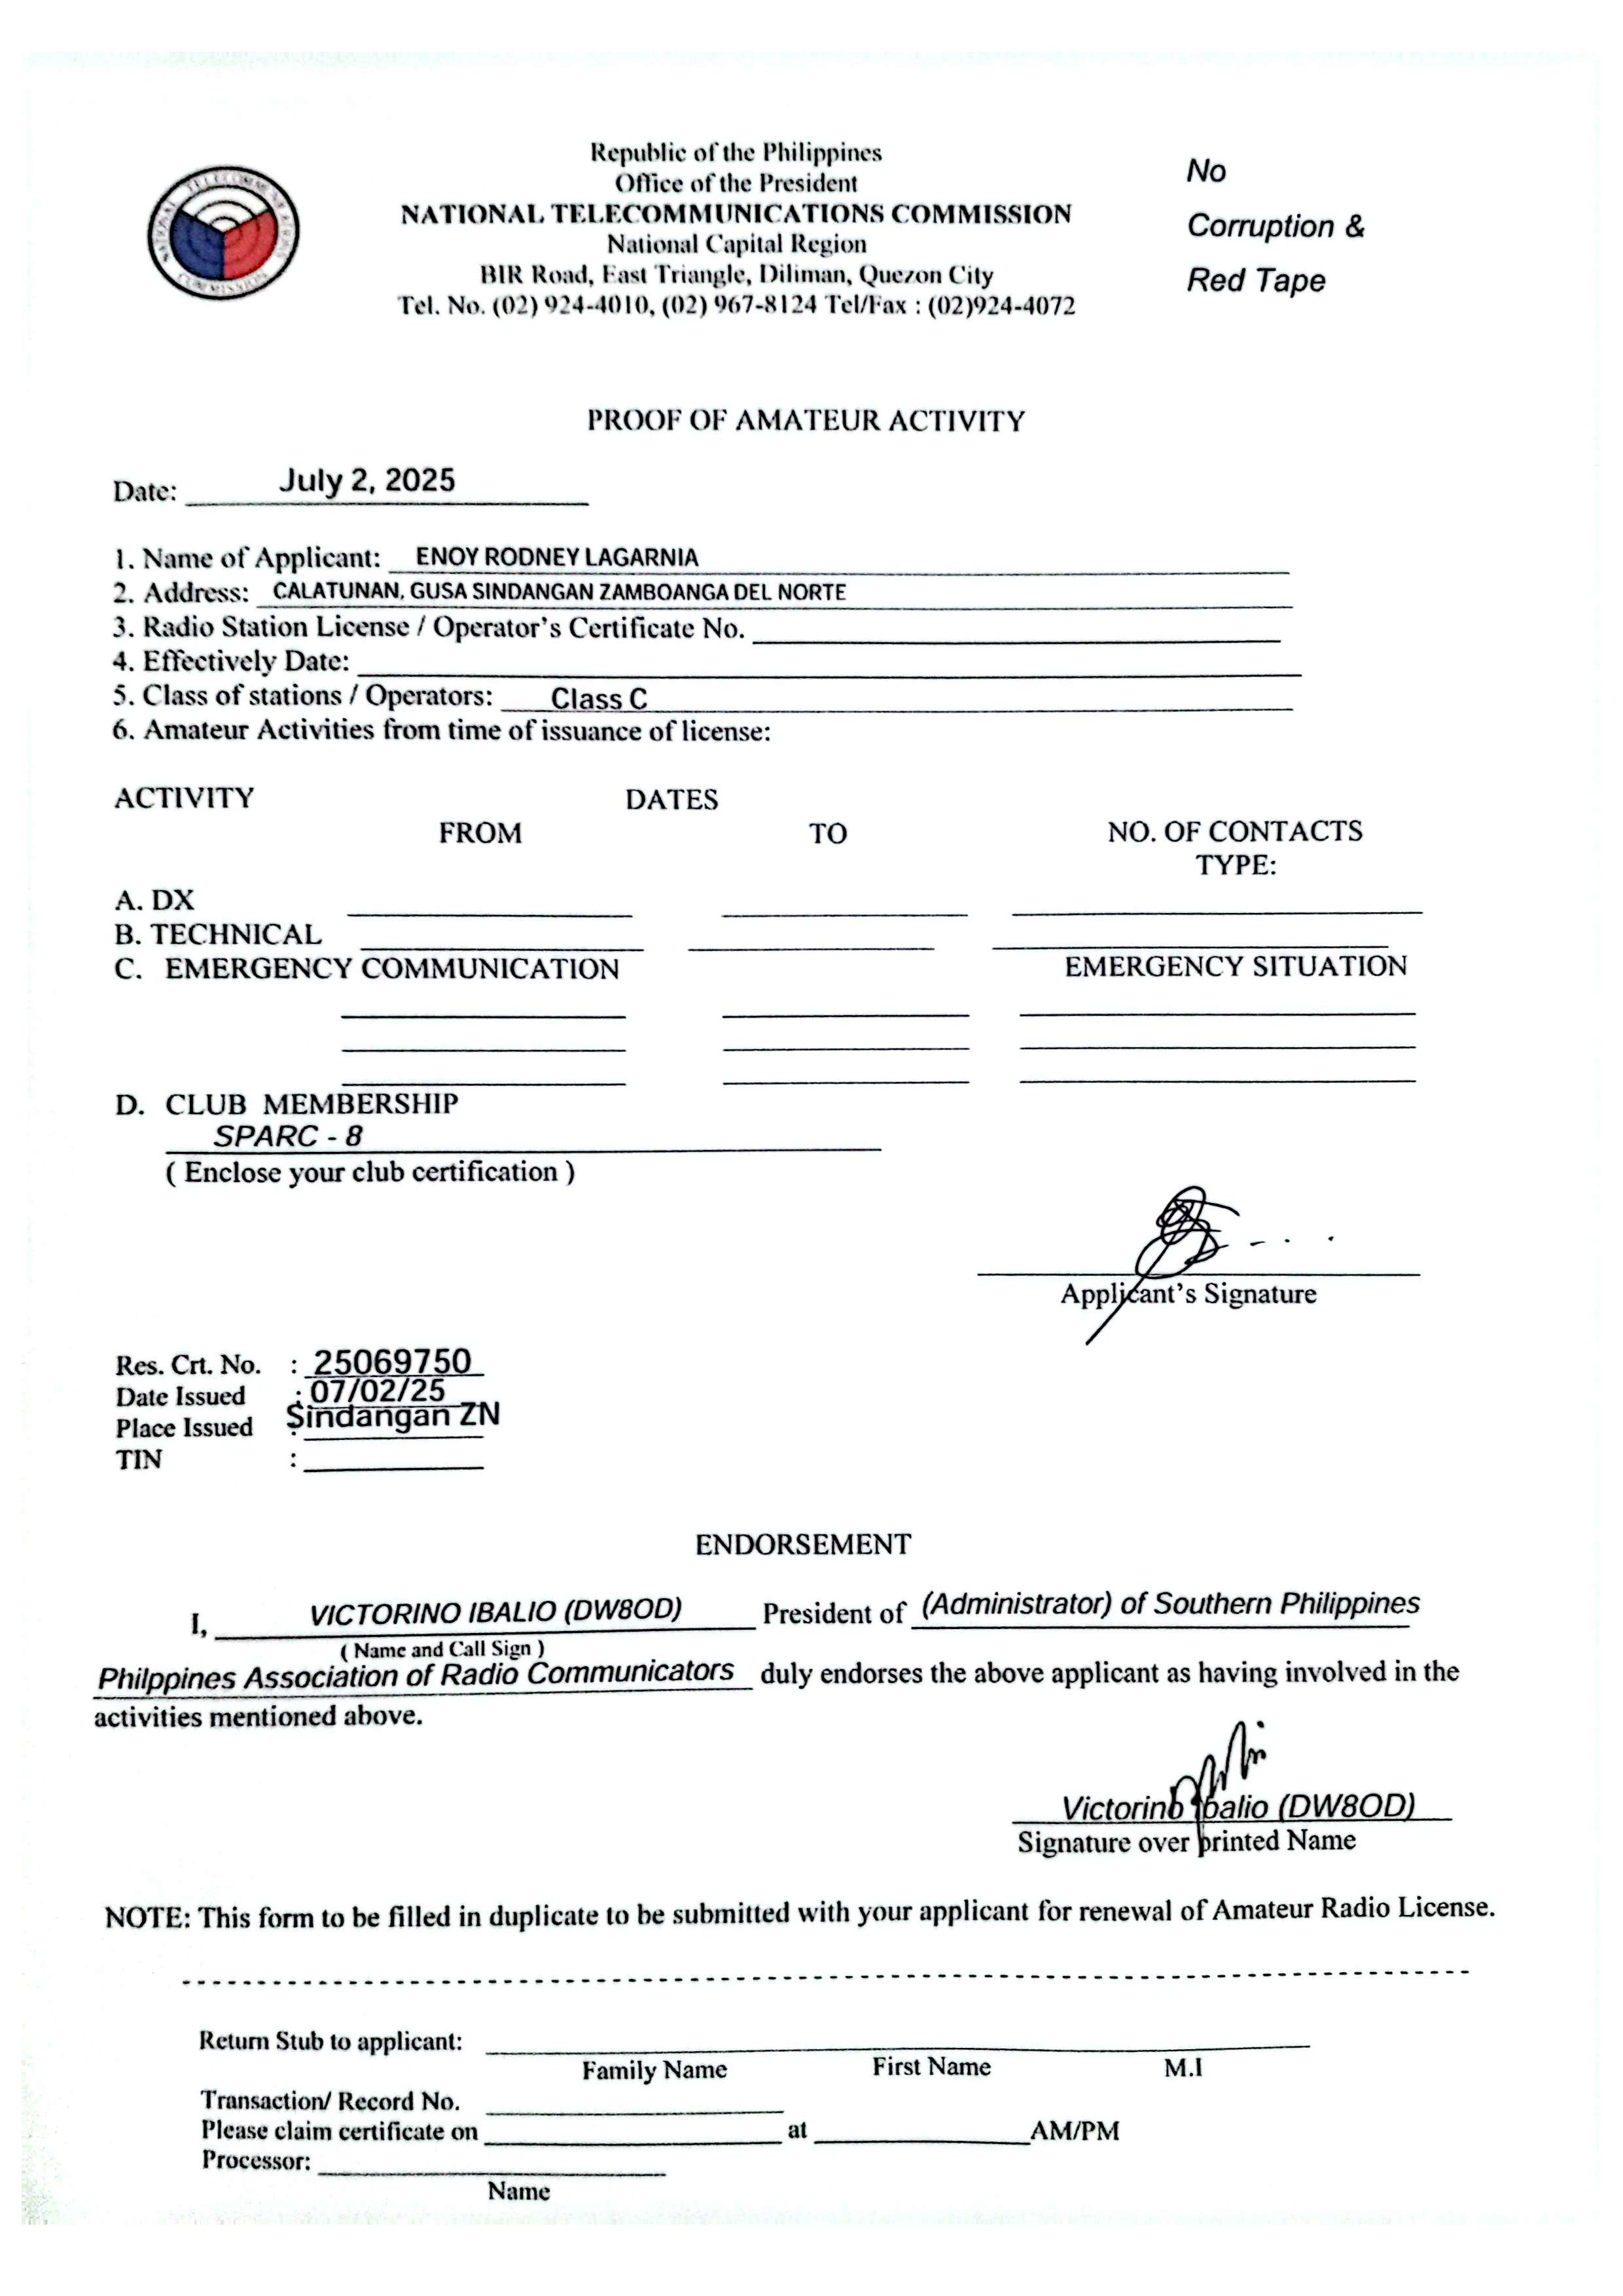 Republic of the Philippines
Office of the President
NATIONAL TELECOMMUNICATIONS COMMISSION
National Capital Region
BIR Road, East Triangle, Diliman, Quezon City
Tel. No. (02) 924-4010, (02) 967-8124 Tel/Fax : (02)924-4072
No
Corruption &
Red Tape
NATIONAL TELECOMMUNICATIONS COMMISSION
PROOF OF AMATEUR ACTIVITY
Date: July 2, 2025
1. Name of Applicant: ENOY RODNEY LAGARNIA
2. Address: CALATUNAN, GUSA SINDANGAN ZAMBOANGA DEL NORTE
3. Radio Station License / Operator's Certificate No.
4. Effectively Date:
5. Class of stations / Operators: Class C
6. Amateur Activities from time of issuance of license:
ACTIVITY DATES
FROM TO NO. OF CONTACTS
TYPE:
A. DX
B. TECHNICAL
C. EMERGENCY COMMUNICATION EMERGENCY SITUATION
D. CLUB MEMBERSHIP
SPARC - 8
( Enclose your club certification )
Applicant's Signature
Res. Crt. No. : 25069750
Date Issued : 07/02/25
Place Issued : Sindangan ZN
TIN :
ENDORSEMENT
I, VICTORINO IBALIO (DW8OD) President of (Administrator) of Southern Philippines
( Name and Call Sign )
Philppines Association of Radio Communicators duly endorses the above applicant as having involved in the
activities mentioned above.
Victorino Ibalio (DW8OD)
Signature over printed Name
NOTE: This form to be filled in duplicate to be submitted with your applicant for renewal of Amateur Radio License.
Return Stub to applicant:
Family Name First Name M.I
Transaction/ Record No.
Please claim certificate on at AM/PM
Processor:
Name